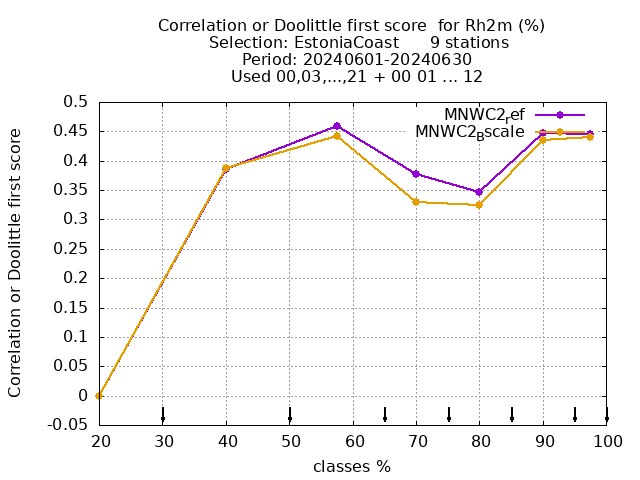 Correlation or Doolittle first score  for Rh2m (%)
Selection: EstoniaCoast      9 stations
Period: 20240601-20240630
Used 00,03,...,21 + 00 01 ... 12
MNWC2_ref
MNWC2_Bscale
Correlation or Doolittle first score
0.5
0.45
0.4
0.35
0.3
0.25
0.2
0.15
0.1
0.05
0
-0.05
20 30 40 50 60 70 80 90 100
classes %